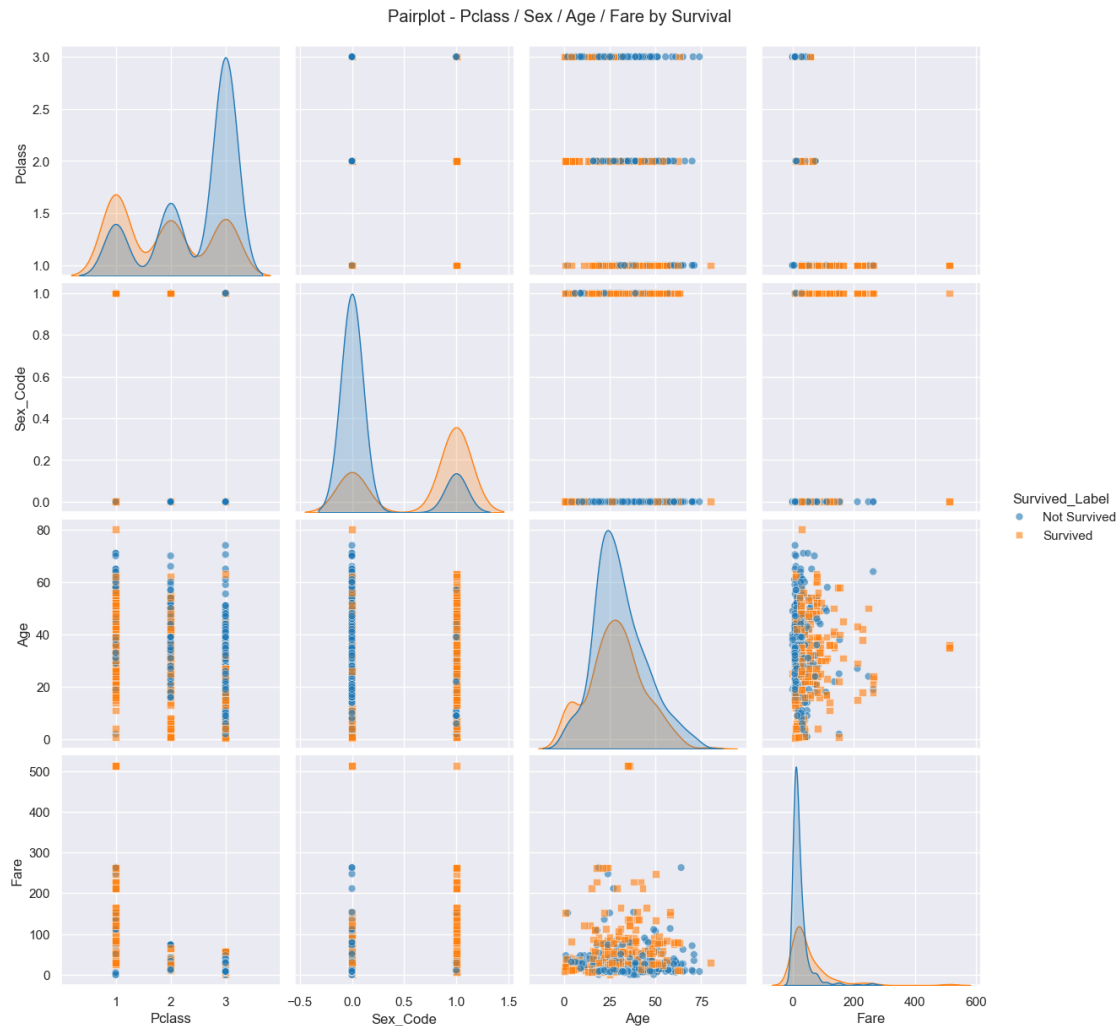 Pairplot - Pclass / Sex / Age / Fare by Survival
3.0
2.5
2.0
1.5
1.0
Pclass
1.0
0.8
0.6
0.4
0.2
0.0
Sex_Code
80
60
40
20
0
Age
500
400
300
200
100
0
Fare
1 2 3
Pclass
−0.5 0.0 0.5 1.0 1.5
Sex_Code
0 25 50 75
Age
0 200 400 600
Fare
Survived_Label
Not Survived
Survived